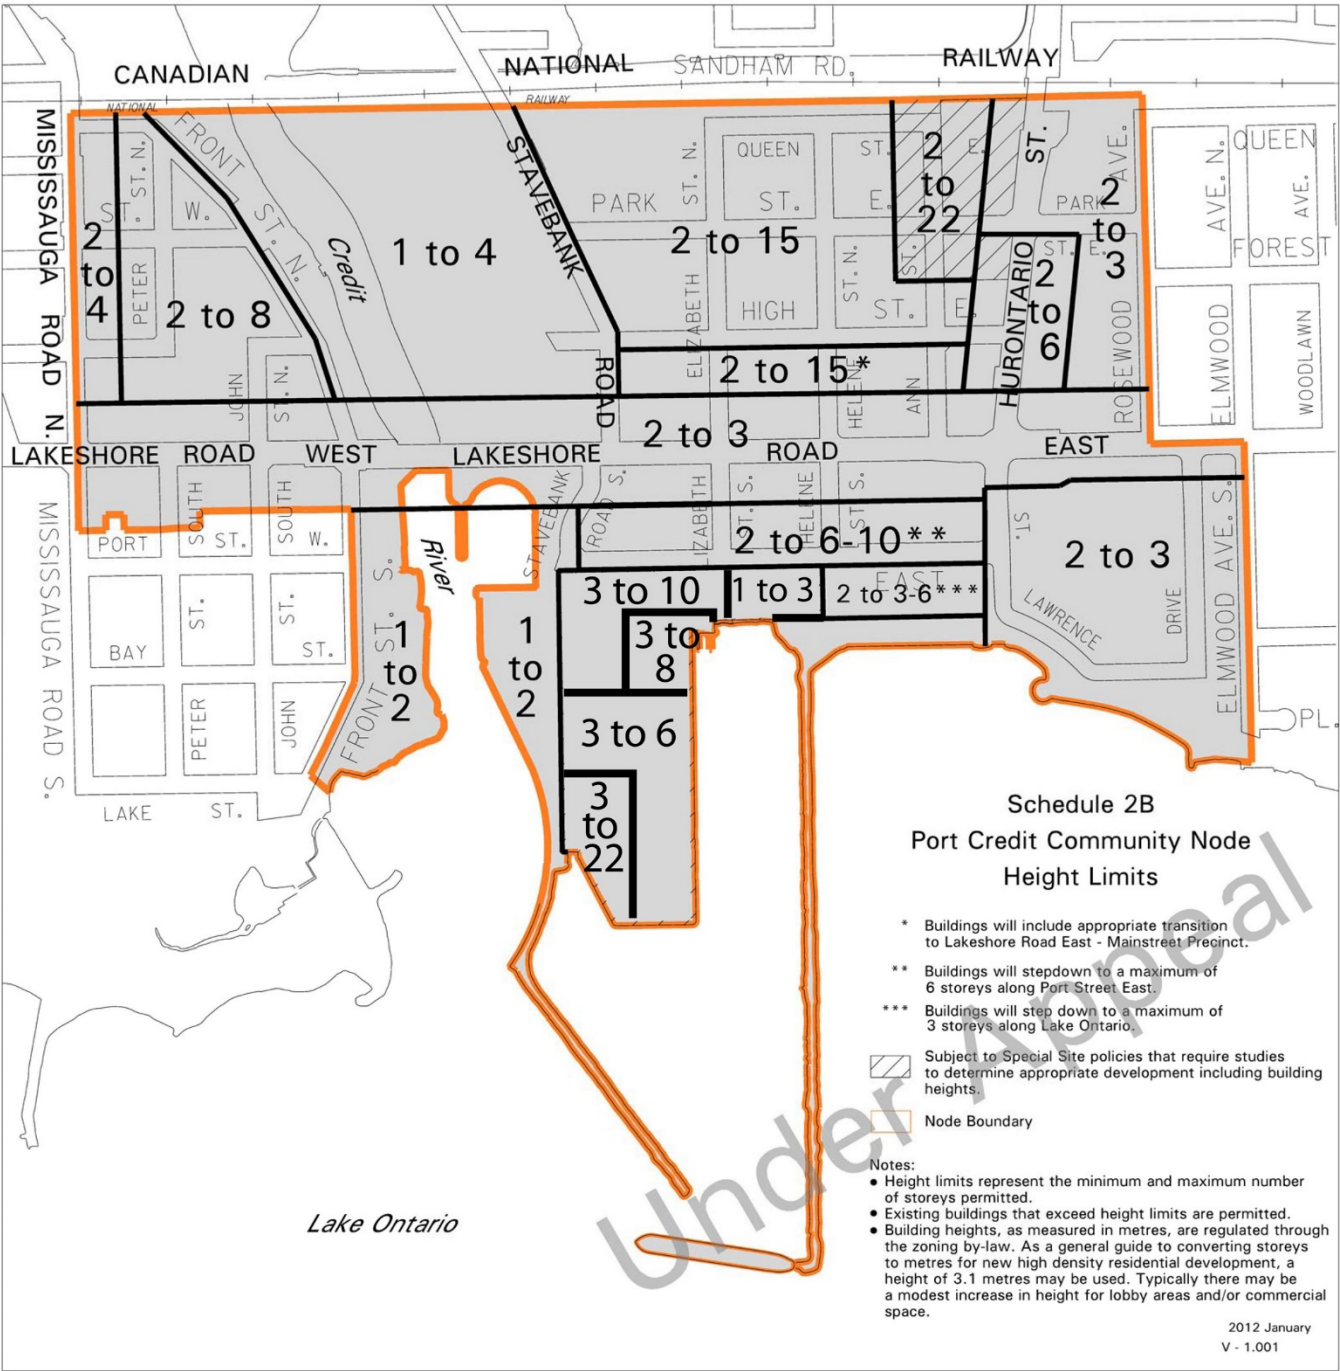 CANADIAN NATIONAL RAILWAY
SANDHAM RD.
NATIONAL
RAILWAY
MISSISSAUGA ROAD N.
FRONT ST. N.
STAVEBANK ROAD
QUEEN ST. E.
ST.
AVE.
QUEEN
ST. N.
ST. N.
AVE. N.
AVE.
PARK ST. E.
PARK
ST. W.
2 to 22
2 to 3
2 to 4
Credit
1 to 4
2 to 15
FOREST
ST. E.
PETER
2 to 8
ELIZABETH
ST. N.
ST.
HURONTARIO
2 to 6
HIGH ST. E.
ROSEWOOD
ELMWOOD
WOODLAWN
2 to 15*
JOHN
ST. N.
HELENE
ANN
2 to 3
LAKESHORE ROAD WEST LAKESHORE ROAD EAST
MISSISSAUGA ROAD S.
SOUTH
SOUTH
STAVEBANK
ROAD S.
ST. S.
HELENE
ST. S.
ST.
ELMWOOD AVE. S.
PORT ST. W.
River
2 to 6-10**
2 to 3
EAST
3 to 10
1 to 3
2 to 3-6***
LAWRENCE
DRIVE
ST.
ST.
BAY ST.
FRONT ST. S.
1 to 2
1 to 2
3 to 8
PETER
JOHN
3 to 6
PL.
LAKE ST.
3 to 22
Schedule 2B
Port Credit Community Node
Height Limits
* Buildings will include appropriate transition
to Lakeshore Road East - Mainstreet Precinct.
** Buildings will stepdown to a maximum of
6 storeys along Port Street East.
*** Buildings will step down to a maximum of
3 storeys along Lake Ontario.
Subject to Special Site policies that require studies
to determine appropriate development including building
heights.
Node Boundary
Under Appeal
Notes:
• Height limits represent the minimum and maximum number
of storeys permitted.
• Existing buildings that exceed height limits are permitted.
• Building heights, as measured in metres, are regulated through
the zoning by-law. As a general guide to converting storeys
to metres for new high density residential development, a
height of 3.1 metres may be used. Typically there may be
a modest increase in height for lobby areas and/or commercial
space.
Lake Ontario
2012 January
V - 1.001